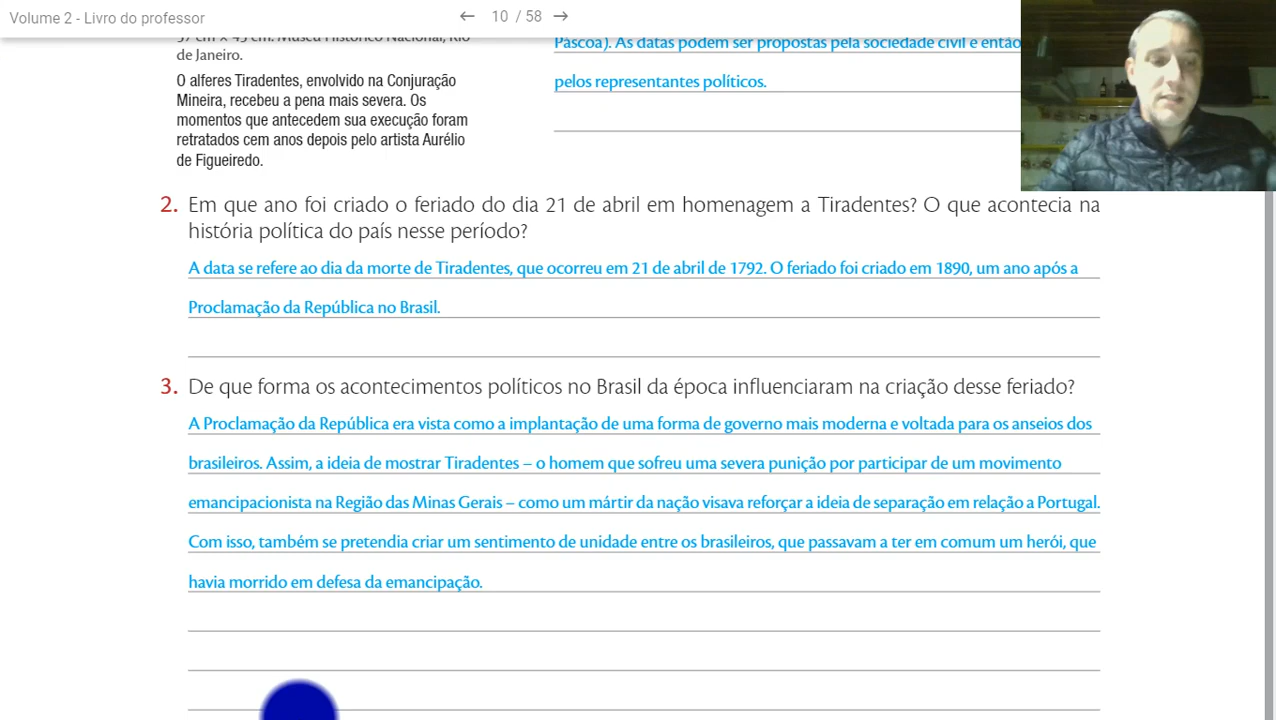 Volume 2 - Livro do professor
10 / 58
37 cm × 45 cm. Museu Histórico Nacional, Rio
de Janeiro.
O alferes Tiradentes, envolvido na Conjuração
Mineira, recebeu a pena mais severa. Os
momentos que antecedem sua execução foram
retratados cem anos depois pelo artista Aurélio
de Figueiredo.
Páscoa). As datas podem ser propostas pela sociedade civil e então
pelos representantes políticos.
2. Em que ano foi criado o feriado do dia 21 de abril em homenagem a Tiradentes? O que acontecia na
história política do país nesse período?
A data se refere ao dia da morte de Tiradentes, que ocorreu em 21 de abril de 1792. O feriado foi criado em 1890, um ano após a
Proclamação da República no Brasil.
3. De que forma os acontecimentos políticos no Brasil da época influenciaram na criação desse feriado?
A Proclamação da República era vista como a implantação de uma forma de governo mais moderna e voltada para os anseios dos
brasileiros. Assim, a ideia de mostrar Tiradentes – o homem que sofreu uma severa punição por participar de um movimento
emancipacionista na Região das Minas Gerais – como um mártir da nação visava reforçar a ideia de separação em relação a Portugal.
Com isso, também se pretendia criar um sentimento de unidade entre os brasileiros, que passavam a ter em comum um herói, que
havia morrido em defesa da emancipação.